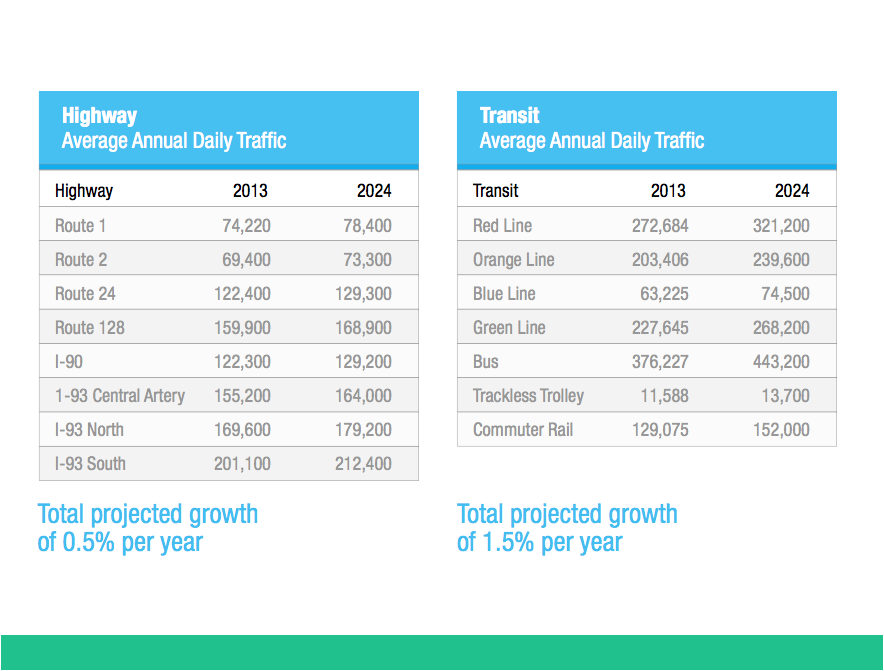 Highway
Average Annual Daily Traffic
Highway 2013 2024
Route 1 74,220 78,400
Route 2 69,400 73,300
Route 24 122,400 129,300
Route 128 159,900 168,900
I-90 122,300 129,200
1-93 Central Artery 155,200 164,000
I-93 North 169,600 179,200
I-93 South 201,100 212,400
Total projected growth
of 0.5% per year
Transit
Average Annual Daily Traffic
Transit 2013 2024
Red Line 272,684 321,200
Orange Line 203,406 239,600
Blue Line 63,225 74,500
Green Line 227,645 268,200
Bus 376,227 443,200
Trackless Trolley 11,588 13,700
Commuter Rail 129,075 152,000
Total projected growth
of 1.5% per year